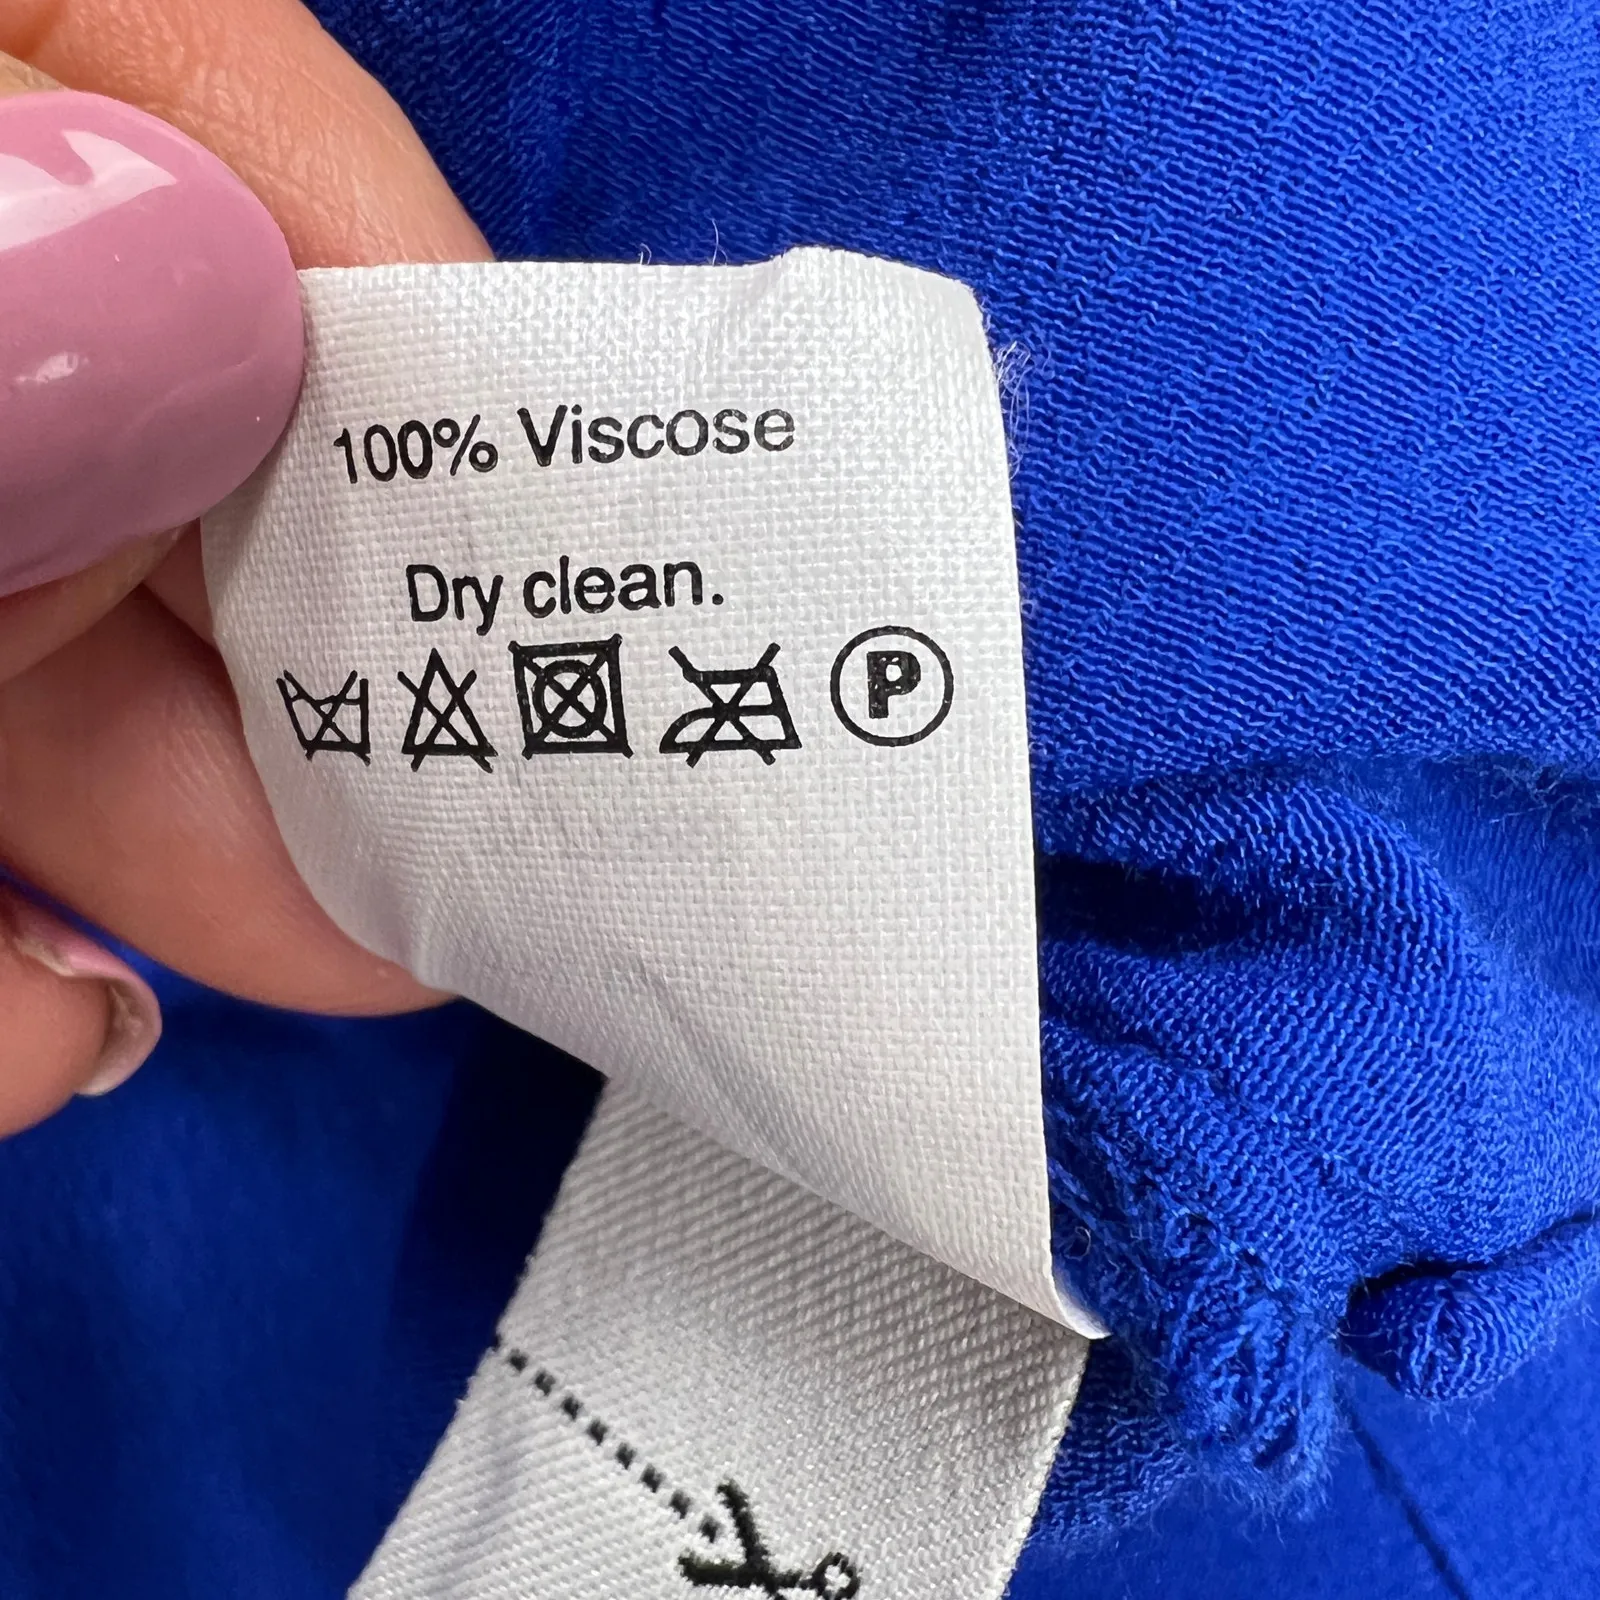 100% Viscose
Dry clean.
P